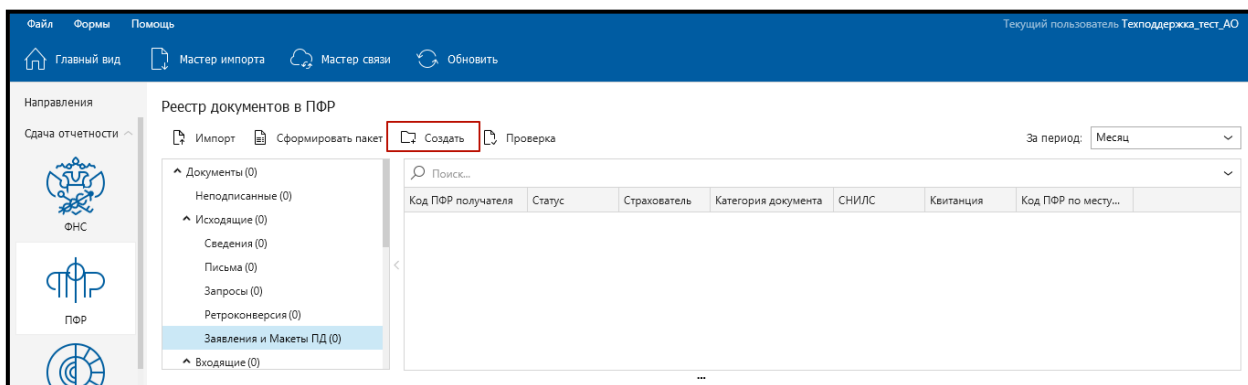 Файл Формы Помощь Текущий пользователь Техподдержка_тест_АО
Главный вид Мастер импорта Мастер связи Обновить
Направления
Сдача отчетности
ФНС
ПФР
Реестр документов в ПФР
Импорт Сформировать пакет Создать Проверка За период: Месяц
Документы (0)
Неподписанные (0)
Исходящие (0)
Сведения (0)
Письма (0)
Запросы (0)
Ретроконверсия (0)
Заявления и Макеты ПД (0)
Входящие (0)
Поиск...
Код ПФР получателя Статус Страхователь Категория документа СНИЛС Квитанция Код ПФР по месту...
...